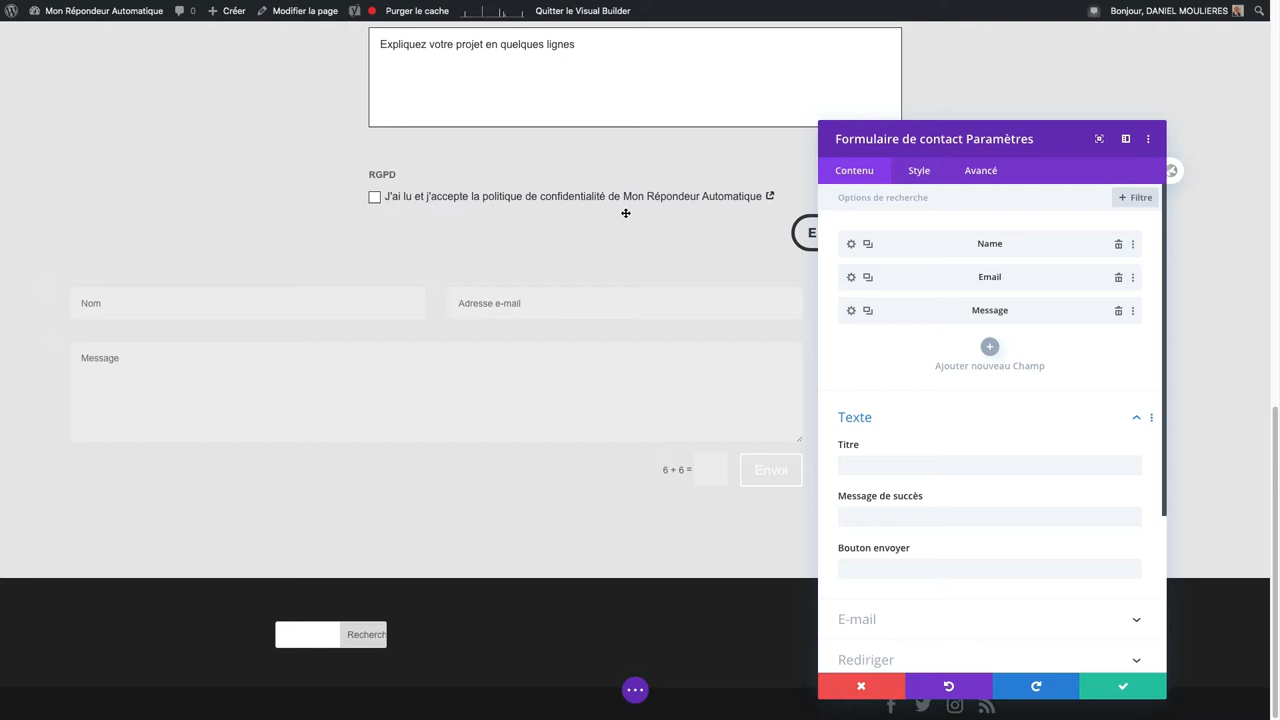 Mon Répondeur Automatique 0 Créer Modifier la page Purger le cache Quitter le Visual Builder Bonjour, DANIEL MOULIERES
Expliquez votre projet en quelques lignes
Formulaire de contact Paramètres
Contenu Style Avancé
RGPD
J'ai lu et j'accepte la politique de confidentialité de Mon Répondeur Automatique
Options de recherche + Filtre
E
Name
Email
Message
Ajouter nouveau Champ
Nom Adresse e-mail
Message
6 + 6 = Envoi
Texte
Titre
Message de succès
Bouton envoyer
E-mail
Rediriger
Recherch